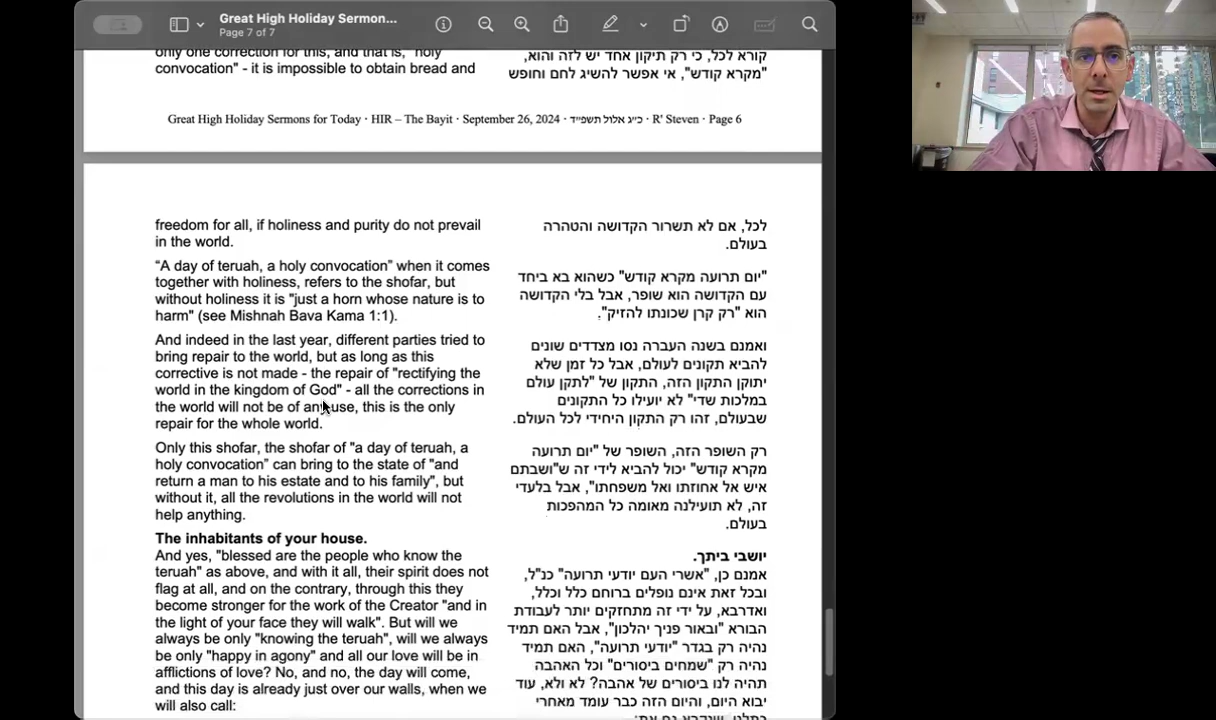 Great High Holiday Sermon...
Page 7 of 7
only one correction for this, and that is, "holy
convocation" - it is impossible to obtain bread and
קורא לכל, כי רק תיקון אחד יש לזה והוא,
"מקרא קודש", אי אפשר להשיג לחם וחופש
Great High Holiday Sermons for Today · HIR – The Bayit · September 26, 2024 · כ״ג אלול תשפ״ד · R' Steven · Page 6
freedom for all, if holiness and purity do not prevail
in the world.
“A day of teruah, a holy convocation” when it comes
together with holiness, refers to the shofar, but
without holiness it is "just a horn whose nature is to
harm" (see Mishnah Bava Kama 1:1).
And indeed in the last year, different parties tried to
bring repair to the world, but as long as this
corrective is not made - the repair of "rectifying the
world in the kingdom of God" - all the corrections in
the world will not be of any use, this is the only
repair for the whole world.
Only this shofar, the shofar of "a day of teruah, a
holy convocation” can bring to the state of "and
return a man to his estate and to his family", but
without it, all the revolutions in the world will not
help anything.
The inhabitants of your house.
And yes, "blessed are the people who know the
teruah" as above, and with it all, their spirit does not
flag at all, and on the contrary, through this they
become stronger for the work of the Creator "and in
the light of your face they will walk". But will we
always be only "knowing the teruah", will we always
be only "happy in agony" and all our love will be in
afflictions of love? No, and no, the day will come,
and this day is already just over our walls, when we
will also call:
לכל, אם לא תשרור הקדושה והטהרה
בעולם.
"יום תרועה מקרא קודש" כשהוא בא ביחד
עם הקדושה הוא שופר, אבל בלי הקדושה
הוא "רק קרן שכונתו להזיק".
ואמנם בשנה העברה נסו מצדדים שונים
להביא תקונים לעולם, אבל כל זמן שלא
יתוקן התקון הזה, התקון של "לתקן עולם
במלכות שדי" לא יועילו כל התקונים
שבעולם, זהו רק התקון היחידי לכל העולם.
רק השופר הזה, השופר של "יום תרועה
מקרא קודש" יכול להביא לידי זה ש"ושבתם
איש אל אחוזתו ואל משפחתו", אבל בלעדי
זה, לא תועילנה מאומה כל המהפכות
בעולם.
יושבי ביתך.
אמנם כן, "אשרי העם יודעי תרועה" כנ"ל,
ובכל זאת אינם נופלים ברוחם כלל וכלל,
ואדרבא, על ידי זה מתחזקים יותר לעבודת
הבורא "ובאור פניך יהלכון", אבל האם תמיד
נהיה רק בגדר "יודעי תרועה", האם תמיד
נהיה רק "שמחים ביסורים" וכל האהבה
תהיה לנו ביסורים של אהבה? לא ולא, עוד
יבוא היום, והיום הזה כבר עומד מאחרי